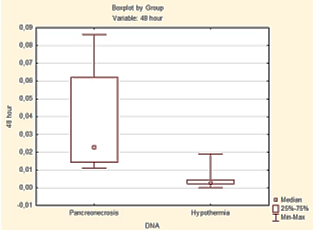 Boxplot by Group
Variable: 48 hour
0,09
0,08
0,07
0,06
0,05
0,04
0,03
0,02
0,01
0,00
-0,01
48 hour
Pancreonecrosis
Hypothermia
DNA
Median
25%-75%
Min-Max